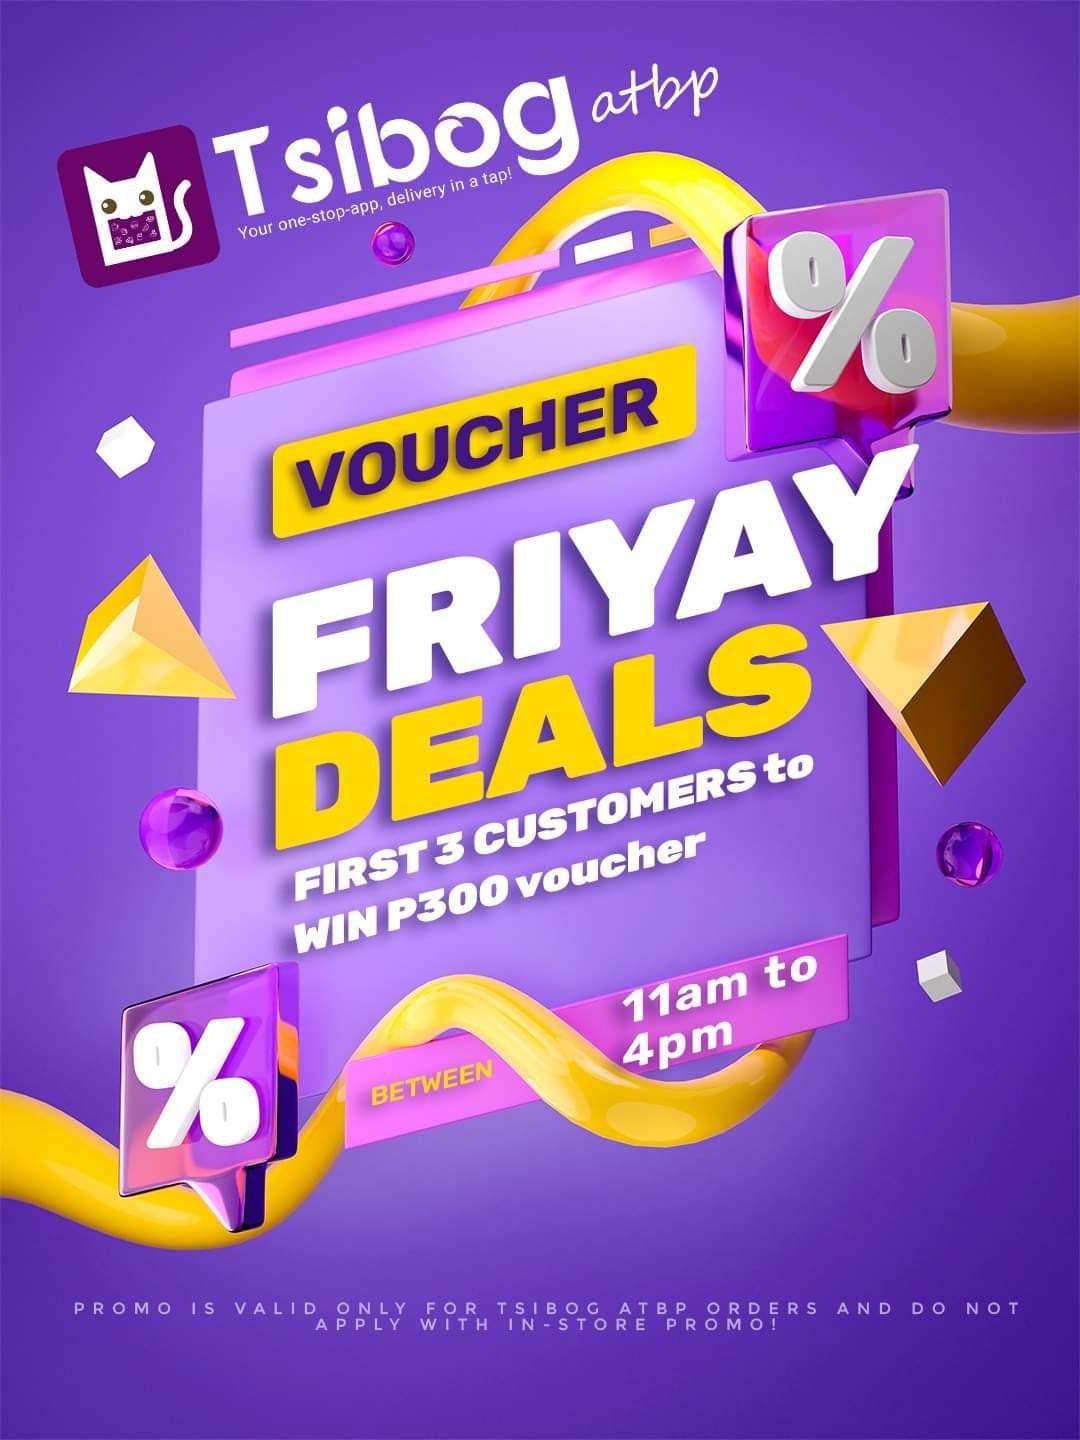 Tsibog atbp
Your one-stop-app, delivery in a tap!
%
VOUCHER
FRIYAY
DEALS
FIRST 3 CUSTOMERS to
WIN P300 voucher
11am to
4pm
BETWEEN
%
PROMO IS VALID ONLY FOR TSIBOG ATBP ORDERS AND DO NOT
APPLY WITH IN-STORE PROMO!